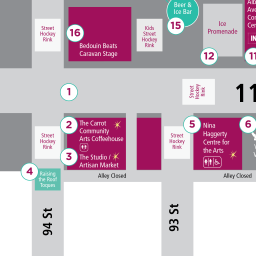 Street
Hockey
Rink
16
Bedouin Beats
Caravan Stage
Kids
Street
Hockey
Rink
Beer &
Ice Bar
15
Ice
Promenade
12
1
Street
Hockey
Rink
11
Street
Hockey
Rink
2
The Carrot
Community
Arts Coffeehouse
3
The Studio /
Artisan Market
Street
Hockey
Rink
5
Nina
Haggerty
Centre for
the Arts
6
4
Raising
the Roof
Teepees
Alley Closed
Alley Closed
94 St
93 St